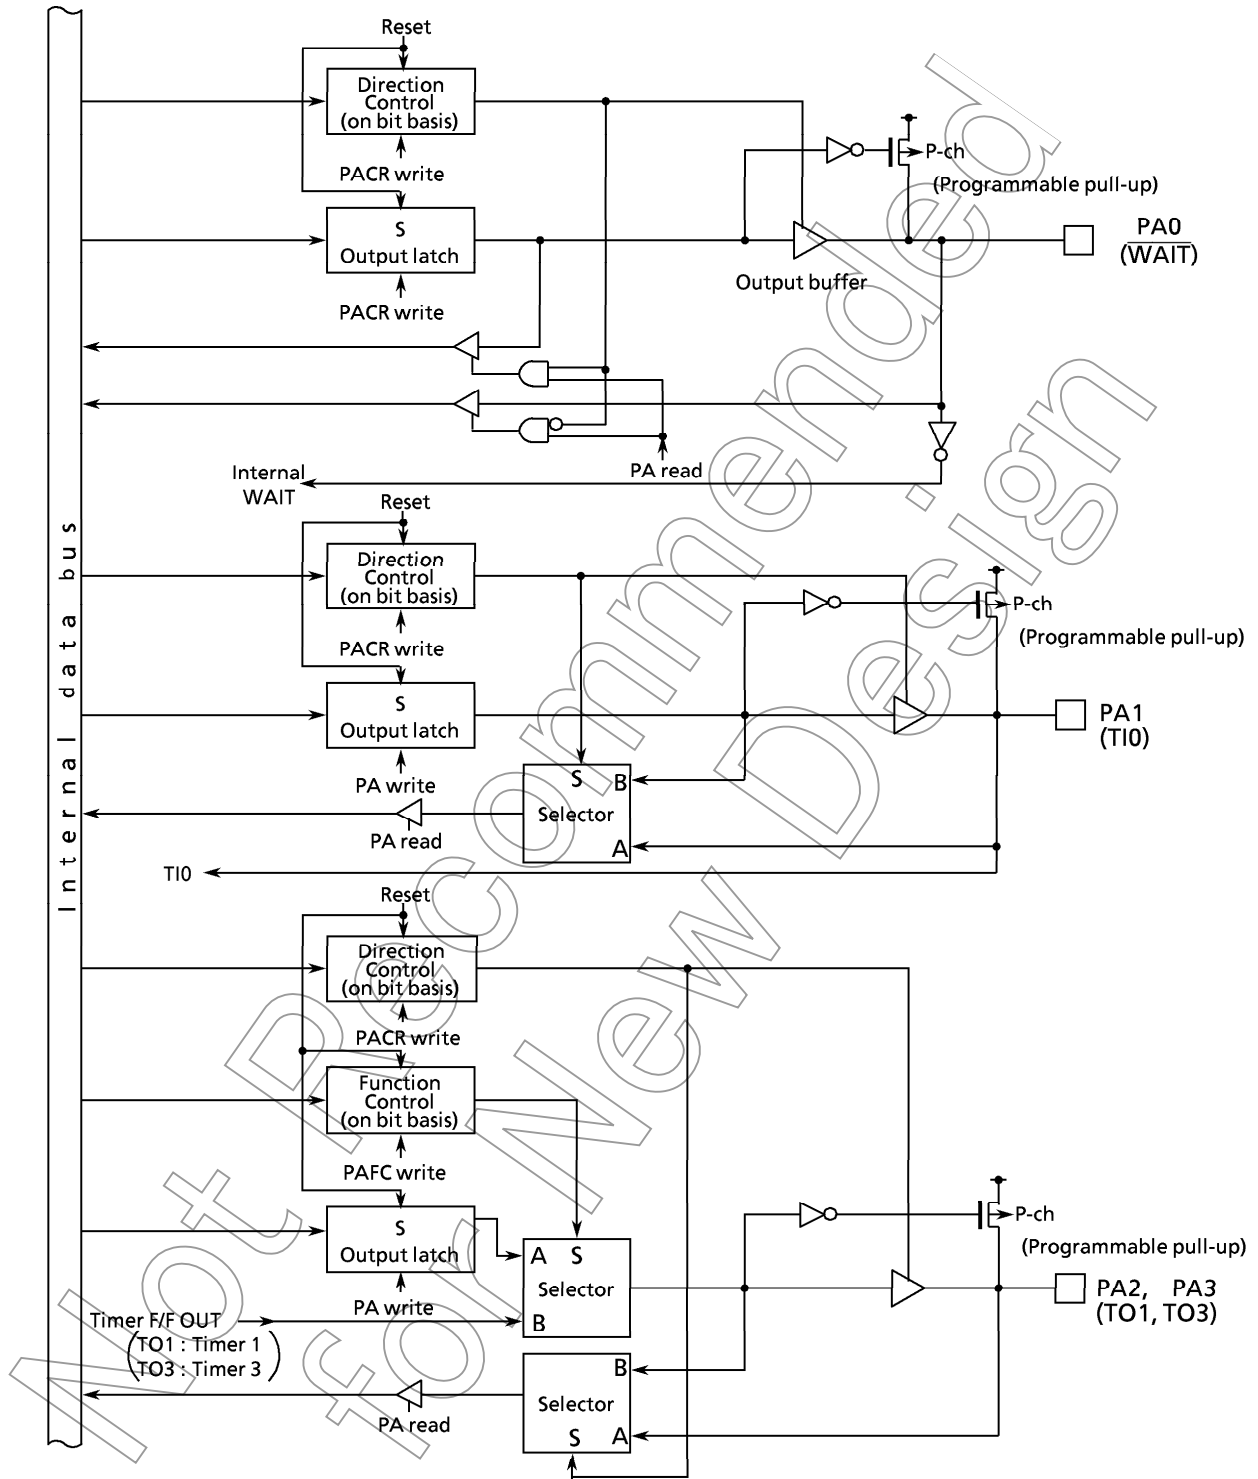 Reset
Direction
Control
(on bit basis)
PACR write
P-ch
(Programmable pull-up)
S
Output latch
PACR write
Output buffer
PA0
(WAIT)
PA read
Internal
WAIT
Reset
Direction
Control
(on bit basis)
PACR write
P-ch
(Programmable pull-up)
S
Output latch
PA write
PA1
(TI0)
S B
Selector
A
PA read
TI0
Internal data bus
Reset
Direction
Control
(on bit basis)
PACR write
Function
Control
(on bit basis)
PAFC write
P-ch
(Programmable pull-up)
S
Output latch
PA write
A S
Selector
B
PA2, PA3
(TO1, TO3)
Timer F/F OUT
(TO1 : Timer 1
TO3 : Timer 3)
B
Selector
S A
PA read
Not Recommended
for New Design